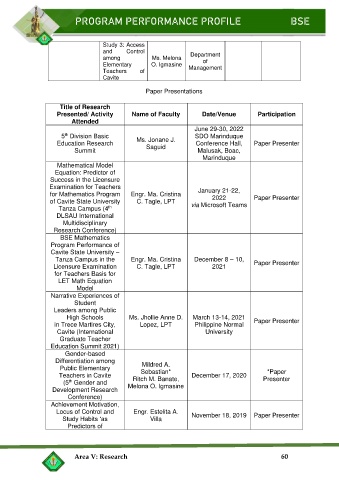 PROGRAM PERFORMANCE PROFILE BSE
Study 3: Access
and Control
among
Elementary
Teachers of
Cavite
Ms. Melona
O. Igmasine
Department
of
Management
Paper Presentations
Title of Research
Presented/ Activity
Attended
Name of Faculty
Date/Venue
Participation
5th Division Basic
Education Research
Summit
Ms. Jonane J.
Saguid
June 29-30, 2022
SDO Marinduque
Conference Hall,
Malusak, Boac,
Marinduque
Paper Presenter
Mathematical Model
Equation: Predictor of
Success in the Licensure
Examination for Teachers
for Mathematics Program
of Cavite State University
Tanza Campus (4th
DLSAU International
Multidisciplinary
Research Conference)
Engr. Ma. Cristina
C. Tagle, LPT
January 21-22,
2022
via Microsoft Teams
Paper Presenter
BSE Mathematics
Program Performance of
Cavite State University –
Tanza Campus in the
Licensure Examination
for Teachers Basis for
LET Math Equation
Model
Engr. Ma. Cristina
C. Tagle, LPT
December 8 – 10,
2021
Paper Presenter
Narrative Experiences of
Student
Leaders among Public
High Schools
in Trece Martires City,
Cavite (International
Graduate Teacher
Education Summit 2021)
Ms. Jhollie Anne D.
Lopez, LPT
March 13-14, 2021
Philippine Normal
University
Paper Presenter
Gender-based
Differentiation among
Public Elementary
Teachers in Cavite
(5th Gender and
Development Research
Conference)
Mildred A.
Sebastian*
Ritch M. Banate,
Melona O. Igmasine
December 17, 2020
*Paper
Presenter
Achievement Motivation,
Locus of Control and
Study Habits 'as
Predictors of
Engr. Estelita A.
Villa
November 18, 2019
Paper Presenter
Area V: Research 60